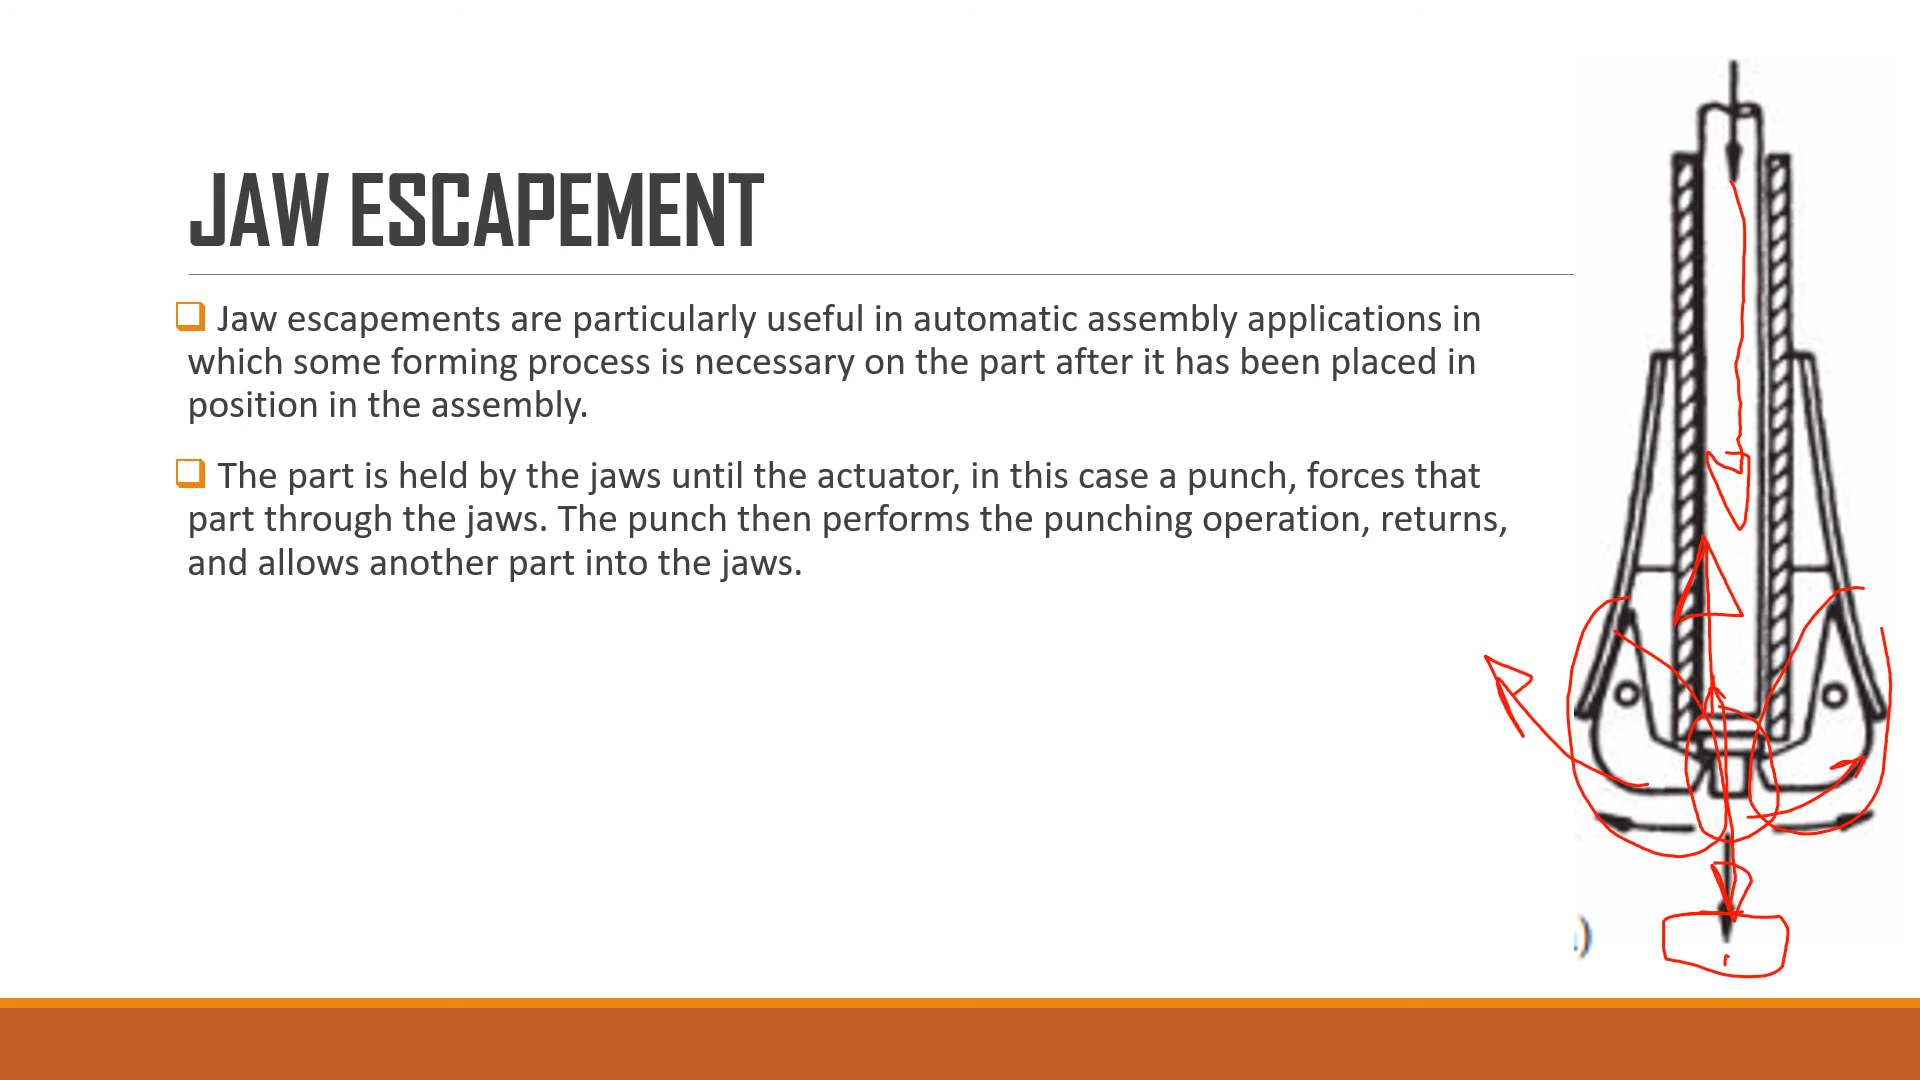 JAW ESCAPEMENT
Jaw escapements are particularly useful in automatic assembly applications in
which some forming process is necessary on the part after it has been placed in
position in the assembly.
The part is held by the jaws until the actuator, in this case a punch, forces that
part through the jaws. The punch then performs the punching operation, returns,
and allows another part into the jaws.
)